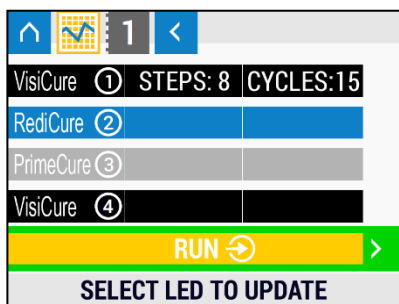 1
VisiCure 1 STEPS: 8 CYCLES:15
RediCure 2
PrimeCure 3
VisiCure 4
RUN
SELECT LED TO UPDATE